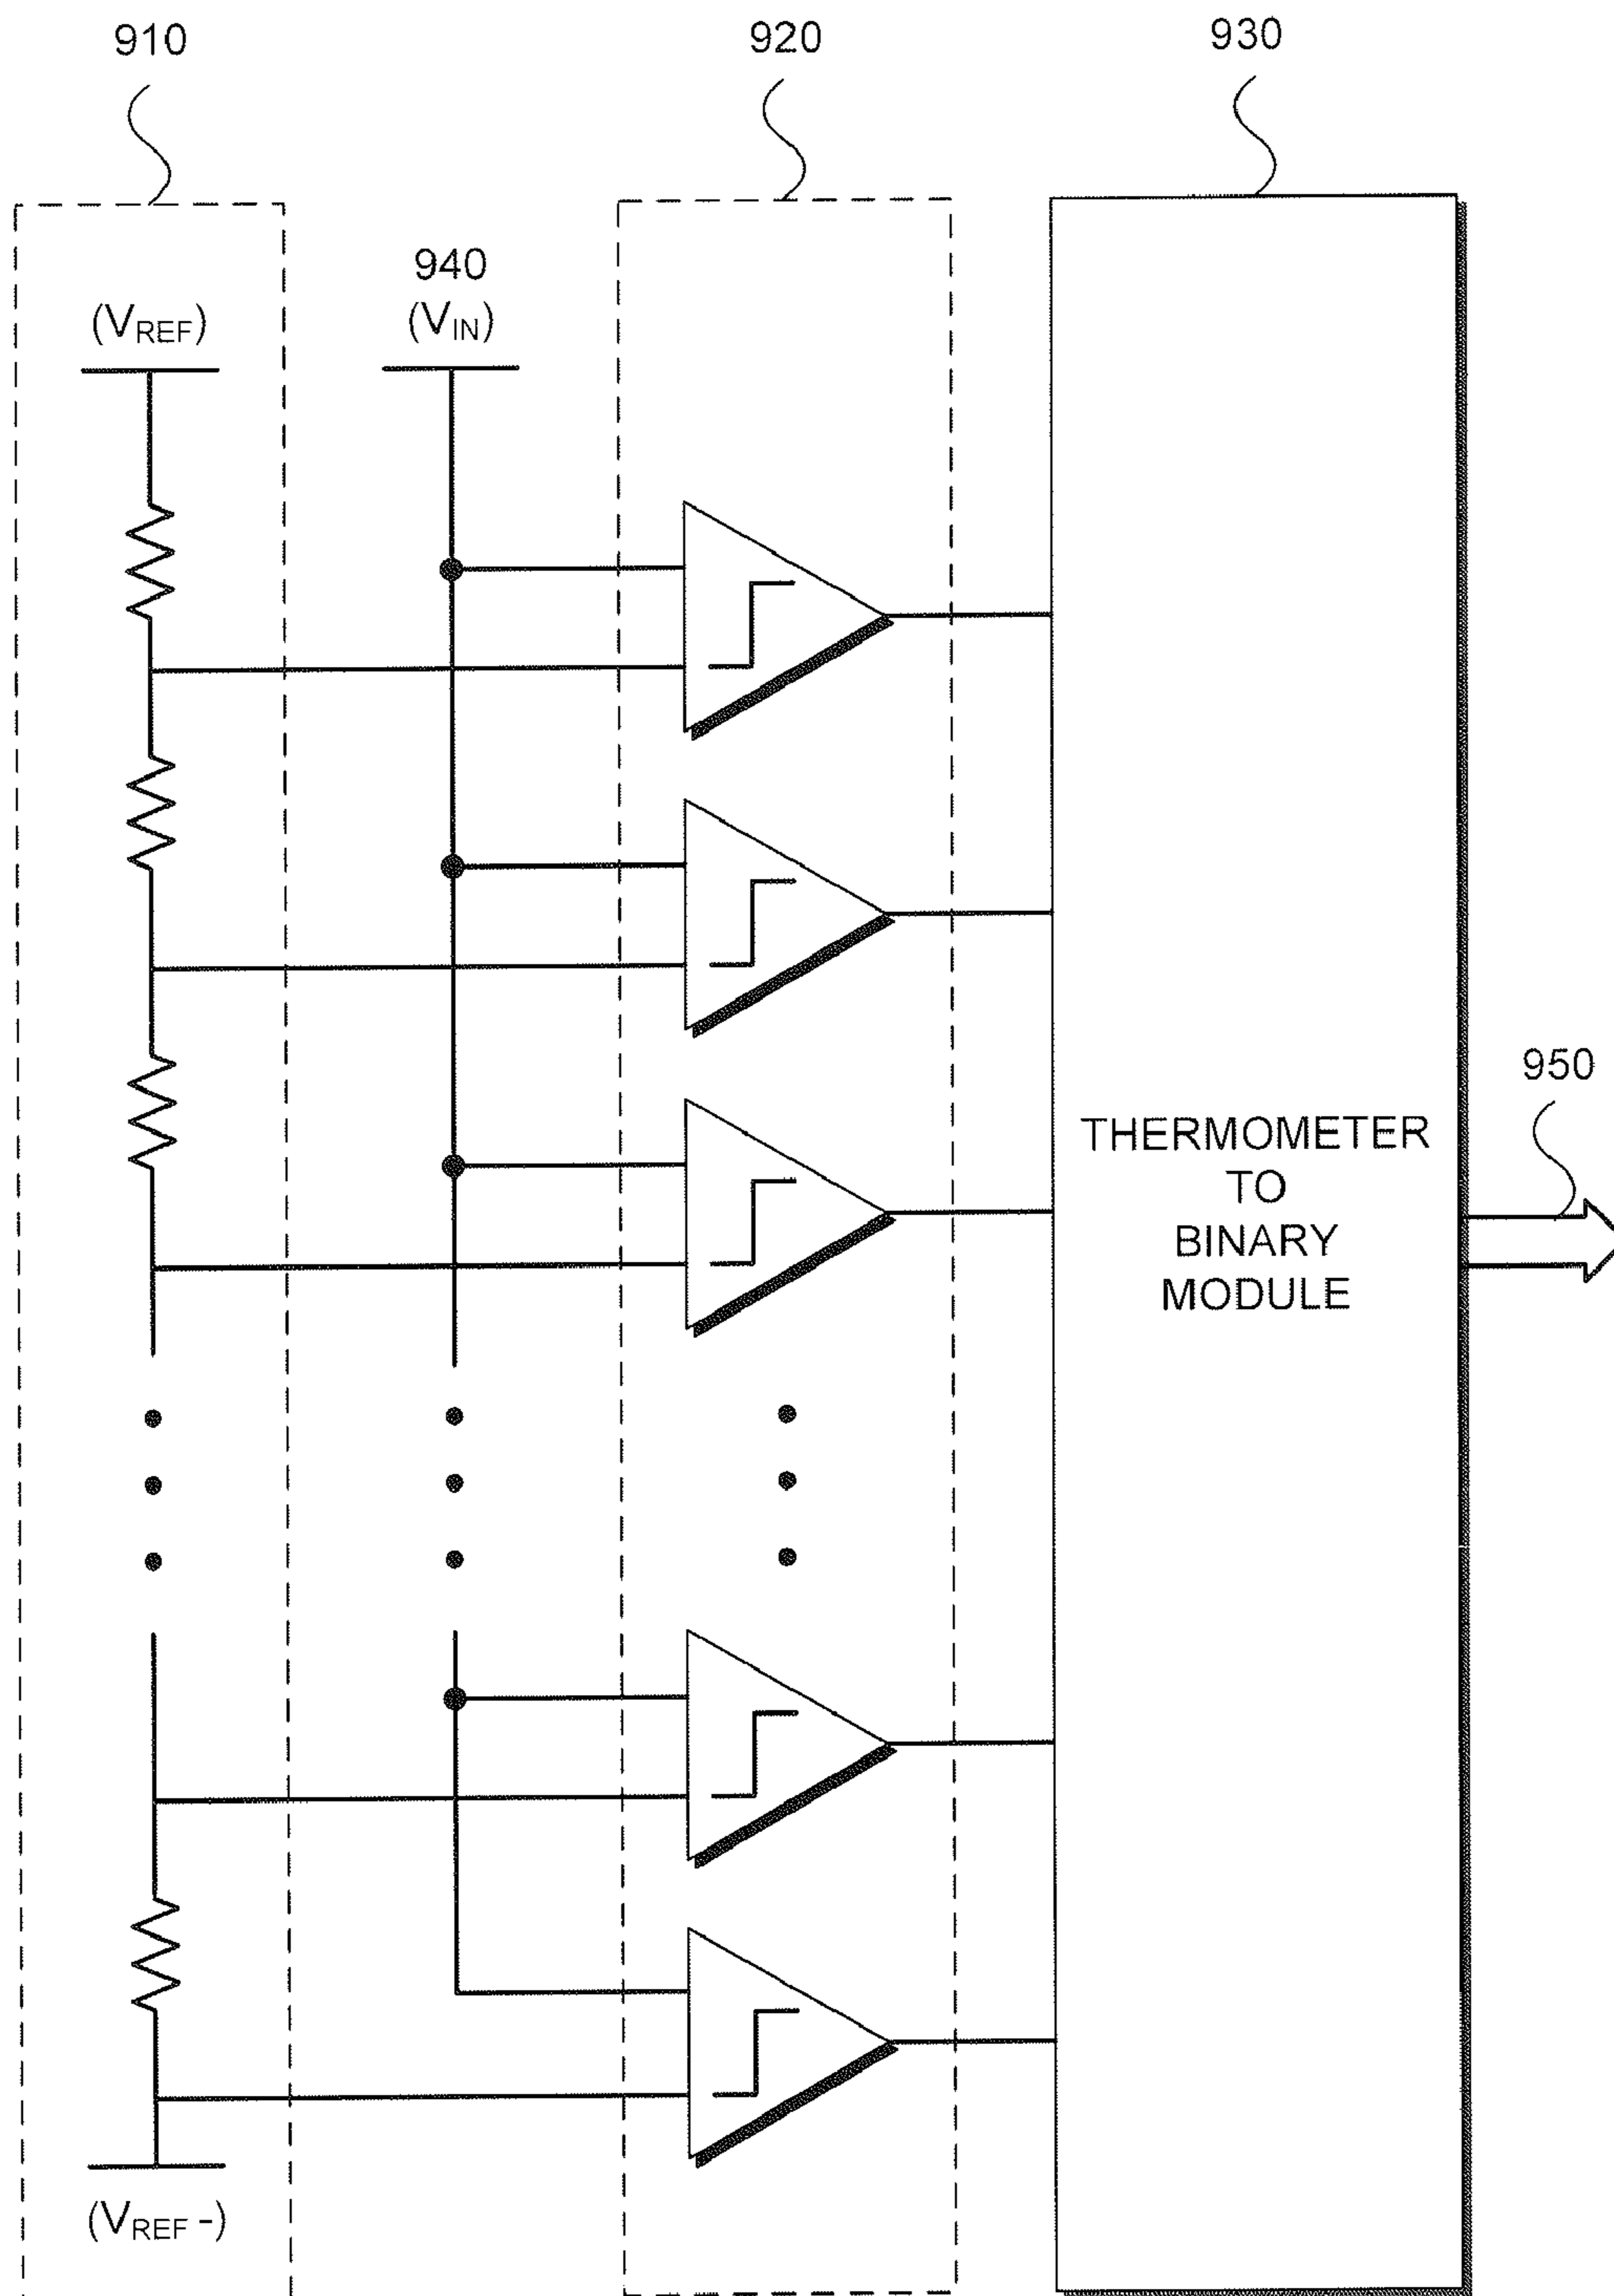 910
920
930
940
(VREF)
(VIN)
950
THERMOMETER
TO
BINARY
MODULE
(VREF -)